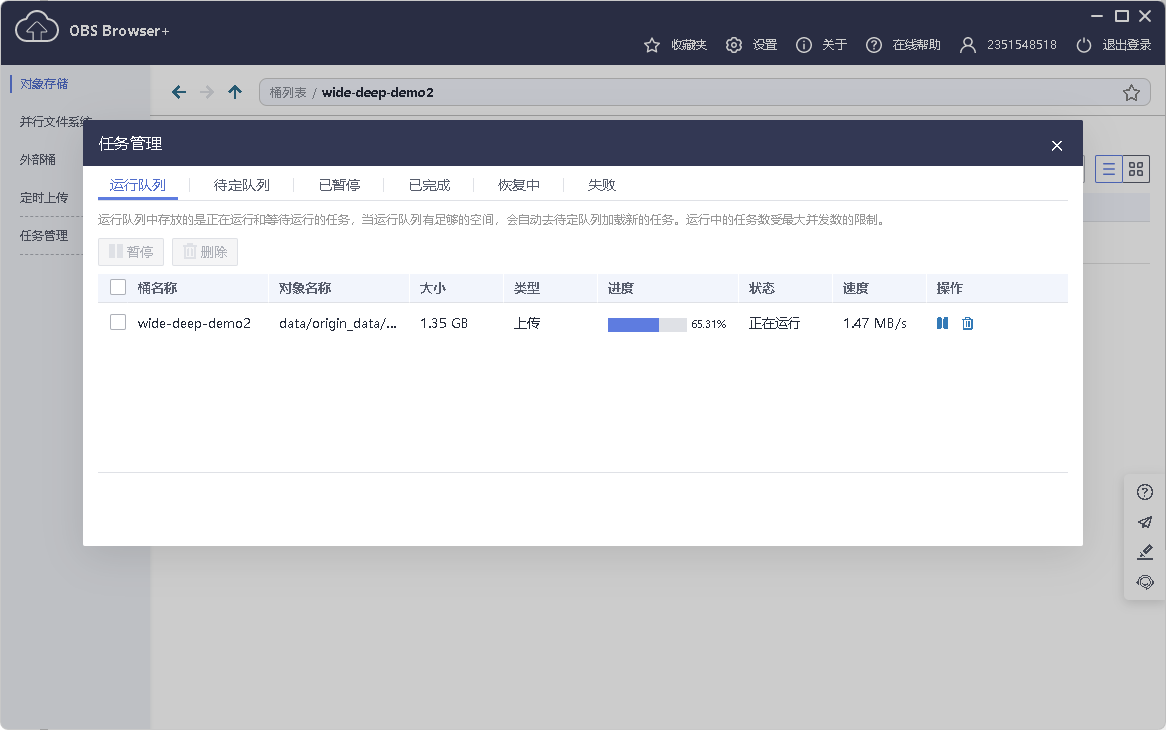 OBS Browser+
收藏夹 设置 关于 在线帮助 2351548518 退出登录
对象存储
桶列表 / wide-deep-demo2
并行文件系统
外部桶
定时上传
任务管理
任务管理
运行队列 待定队列 已暂停 已完成 恢复中 失败
运行队列中存放的是正在运行和等待运行的任务，当运行队列有足够的空间，会自动去待定队列加载新的任务。运行中的任务数受最大并发数的限制。
暂停 删除
桶名称 对象名称 大小 类型 进度 状态 速度 操作
wide-deep-demo2 data/origin_data/... 1.35 GB 上传 65.31% 正在运行 1.47 MB/s